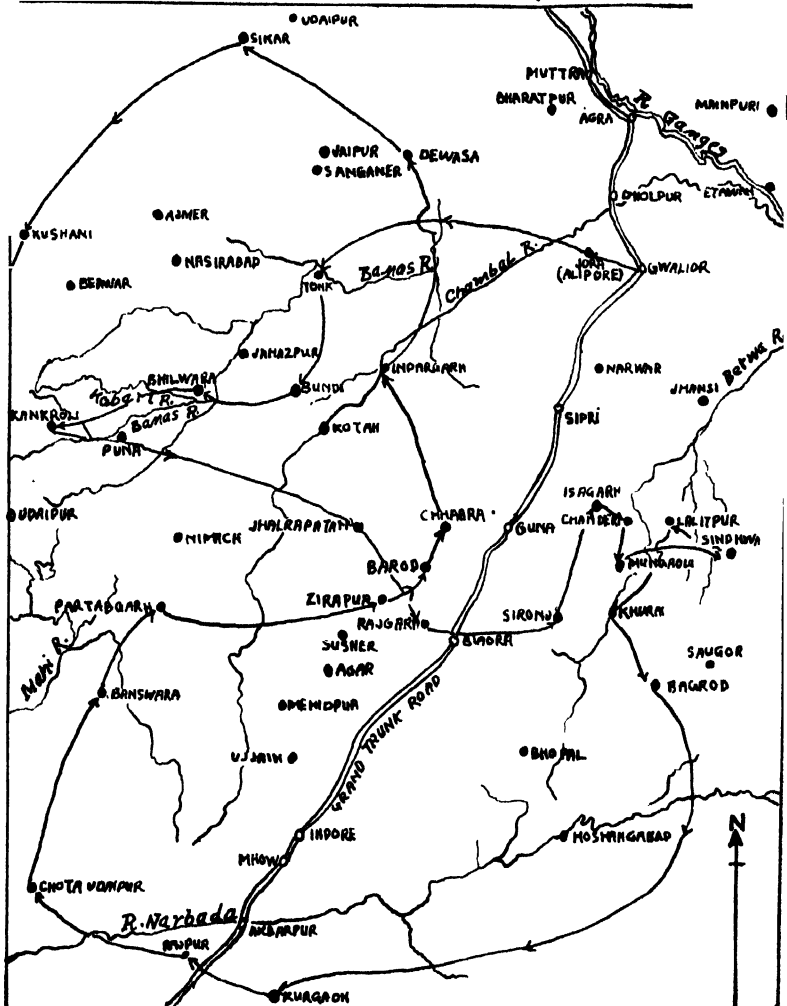 UDAIPUR
SIKAR
MUTTRA
BHARATPUR
AGRA
R. Ganges
MAINPURI
JAIPUR
SANGANER
DEWASA
DHOLPUR
ETAWAH
AJMER
KUSHANI
NASIRABAD
BEAWAR
TONK
Banas R.
Chambal R.
JORA
(ALIPORE)
GWALIOR
JAHAZPUR
INDARGARH
NARWAR
Betwa R.
BHILWARA
BUNDI
JHANSI
KANKROLI
Banas R.
PUNA
KOTAH
SIPRI
UDAIPUR
NIMACH
JHALRAPATAN
CHHABRA
GUNA
ISAGARH
CHANDERI
LALITPUR
SINDHWA
BAROD
MUNGAOLI
PARTABGARH
ZIRAPUR
RAJGARH
SIRONJ
KHURAI
SUSNER
BIAORA
Mahi R.
AGAR
SAUGOR
BANSWARA
MEHIDPUR
BAGROD
GRAND TRUNK ROAD
UJJAIN
BHOPAL
INDORE
MHOW
HOSHANGABAD
N
CHOTA UDAIPUR
R. Narbada
AKBARPUR
RAJPUR
KURGAON